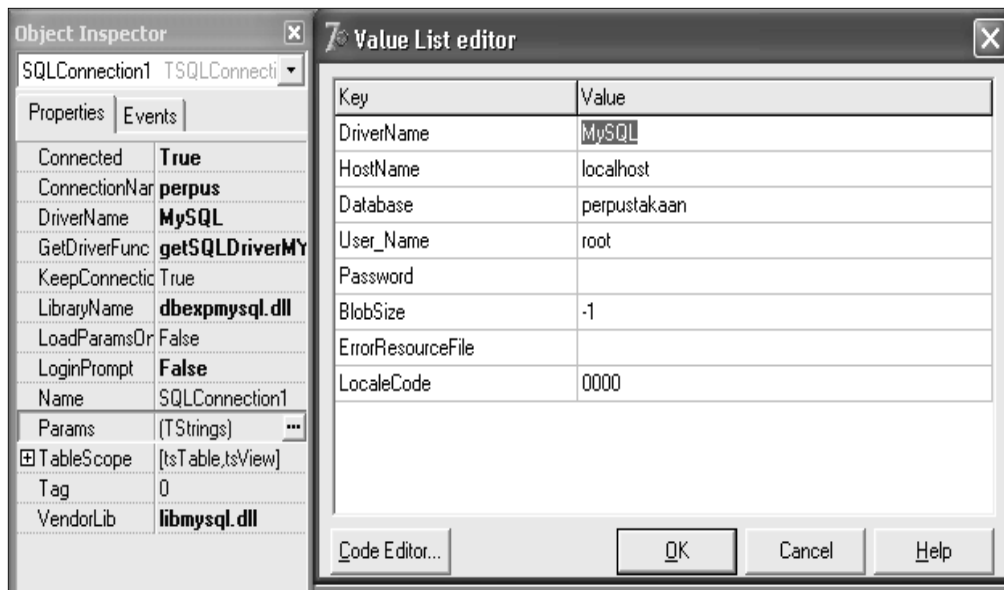 Object Inspector
SQLConnection1 TSQLConnecti
Properties Events
Connected True
ConnectionNar perpus
DriverName MySQL
GetDriverFunc getSQLDriverMY
KeepConnectic True
LibraryName dbexpmysql.dll
LoadParamsOr False
LoginPrompt False
Name SQLConnection1
Params (TStrings) ...
TableScope [tsTable,tsView]
Tag 0
VendorLib libmysql.dll
Value List editor
Key Value
DriverName MySQL
HostName localhost
Database perpustakaan
User_Name root
Password
BlobSize -1
ErrorResourceFile
LocaleCode 0000
Code Editor... OK Cancel Help